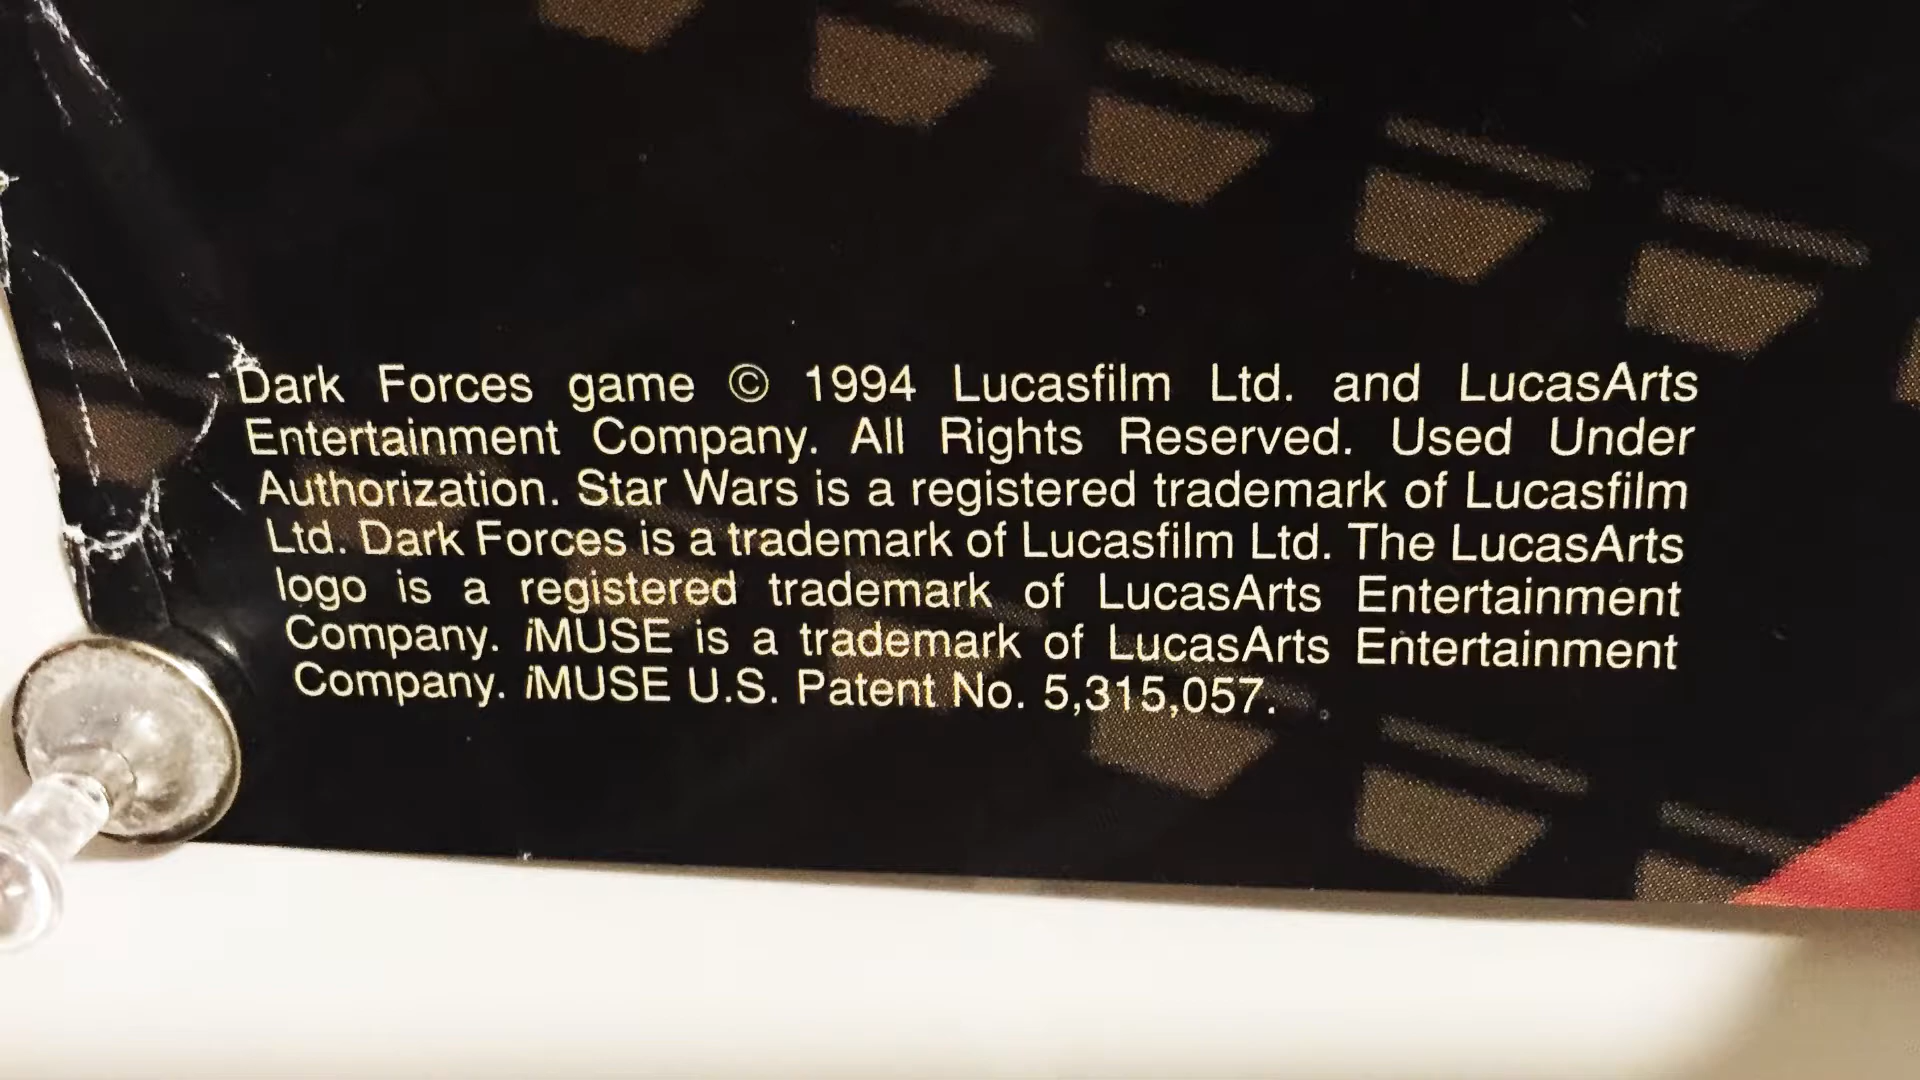 Dark Forces game © 1994 Lucasfilm Ltd. and LucasArts
Entertainment Company. All Rights Reserved. Used Under
Authorization. Star Wars is a registered trademark of Lucasfilm
Ltd. Dark Forces is a trademark of Lucasfilm Ltd. The LucasArts
logo is a registered trademark of LucasArts Entertainment
Company. iMUSE is a trademark of LucasArts Entertainment
Company. iMUSE U.S. Patent No. 5,315,057.